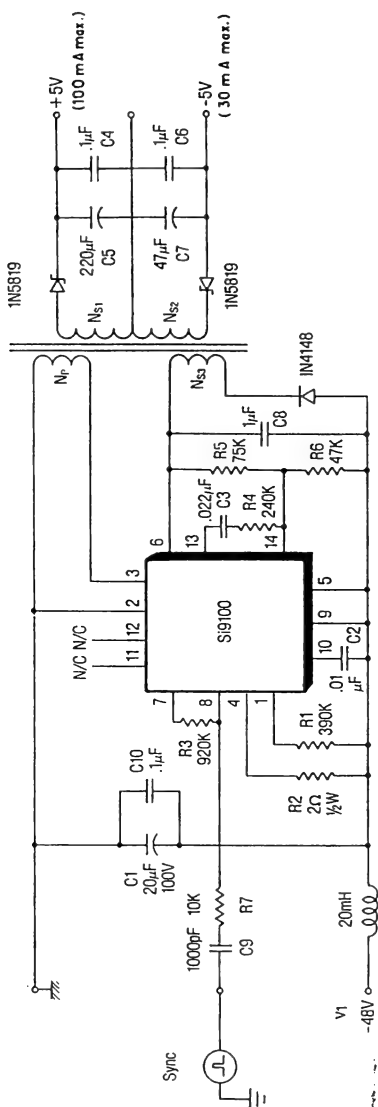 Sync
1000pF
C9
10K
R7
C1
20µF
100V
C10
.1µF
V1
-48V
20mH
R3
920K
R2
2Ω
½W
R1
390K
.01
µF
C2
N/C
N/C
11
12
2
3
7
8
4
1
Si9100
10
9
5
6
13
14
.022µF
C3
R4
240K
R5
75K
R6
47K
1µF
C8
IN4148
NP
NS1
NS2
NS3
1N5819
1N5819
220µF
C5
47µF
C7
.1µF
C4
.1µF
C6
+5V
(100 mA max.)
-5V
(30 mA max.)